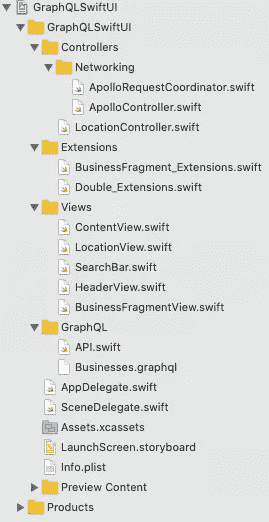 GraphQLSwiftUI
GraphQLSwiftUI
Controllers
Networking
ApolloRequestCoordinator.swift
ApolloController.swift
LocationController.swift
Extensions
BusinessFragment_Extensions.swift
Double_Extensions.swift
Views
ContentView.swift
LocationView.swift
SearchBar.swift
HeaderView.swift
BusinessFragmentView.swift
GraphQL
API.swift
Businesses.graphql
AppDelegate.swift
SceneDelegate.swift
Assets.xcassets
LaunchScreen.storyboard
Info.plist
Preview Content
Products